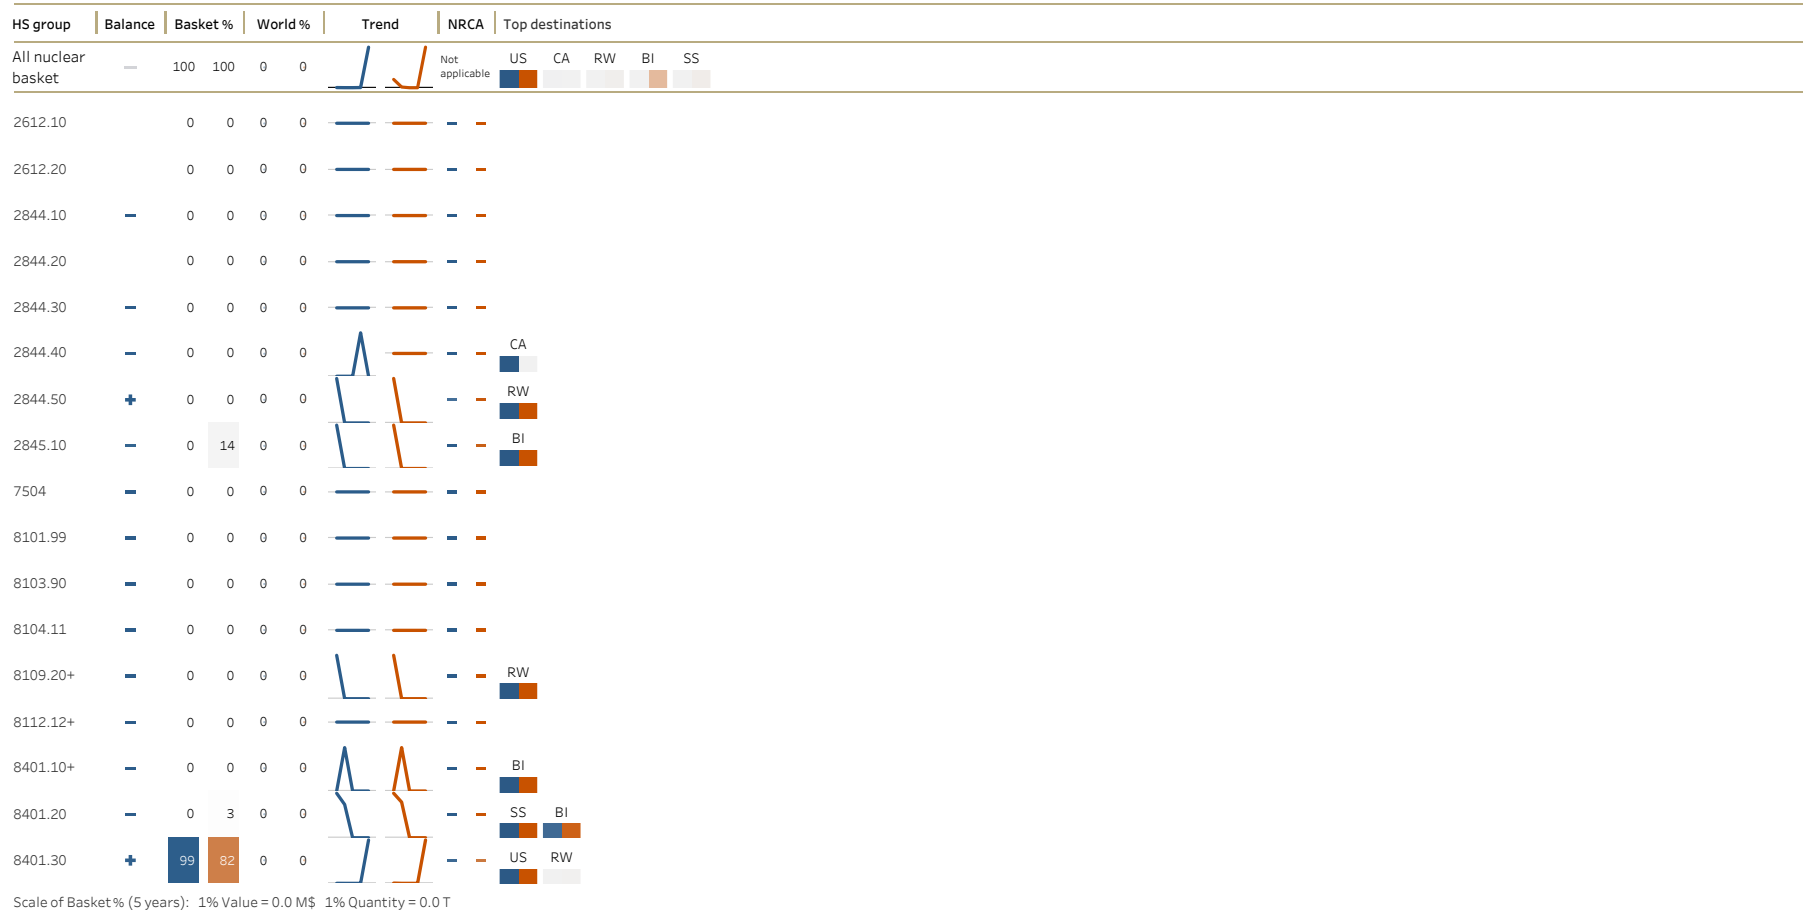 HS group Balance Basket % World % Trend NRCA Top destinations
All nuclear basket 100 100 0 0 Not applicable US CA RW BI SS
2612.10 0 0 0 0
2612.20 0 0 0 0
2844.10 0 0 0 0
2844.20 0 0 0 0
2844.30 0 0 0 0
2844.40 0 0 0 0 CA
2844.50 0 0 0 0 RW
2845.10 0 14 0 0 BI
7504 0 0 0 0
8101.99 0 0 0 0
8103.90 0 0 0 0
8104.11 0 0 0 0
8109.20+ 0 0 0 0 RW
8112.12+ 0 0 0 0
8401.10+ 0 0 0 0 BI
8401.20 0 3 0 0 SS BI
8401.30 99 82 0 0 US RW
Scale of Basket% (5 years): 1% Value = 0.0 M$ 1% Quantity = 0.0 T